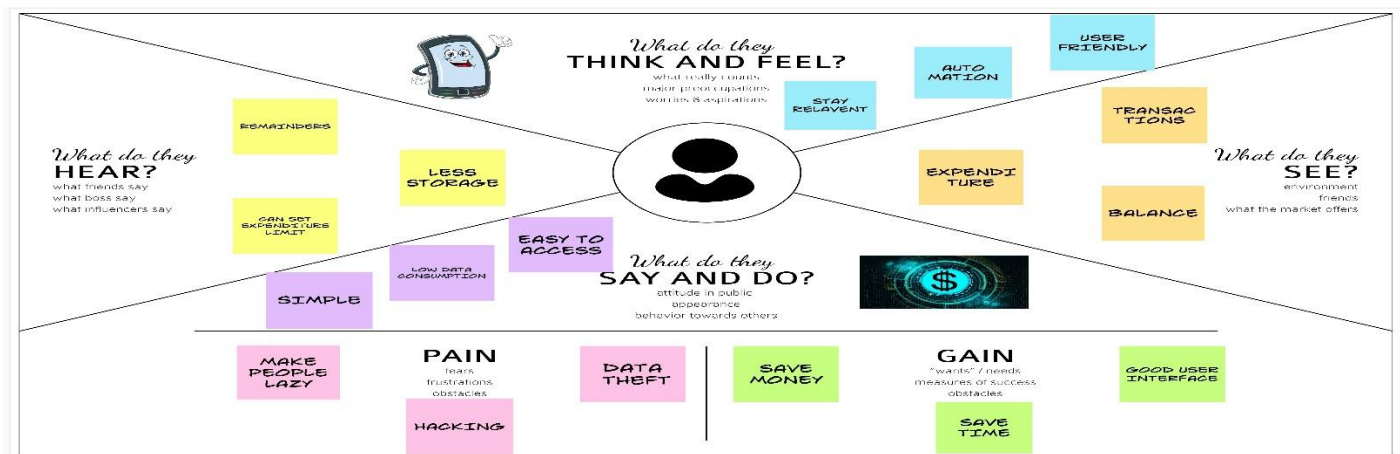 What do they
THINK AND FEEL?
what really counts
major preoccupations
worries & aspirations
STAY
RELAVENT
AUTO
MATION
USER
FRIENDLY
What do they
HEAR?
what friends say
what boss say
what influencers say
REMAINDERS
LESS
STORAGE
CAN SET
EXPENDITURE
LIMIT
What do they
SEE?
environment
friends
what the market offers
TRANSAC
TIONS
EXPENDI
TURE
BALANCE
What do they
SAY AND DO?
attitude in public
appearance
behavior towards others
EASY TO
ACCESS
LOW DATA
CONSUMPTION
SIMPLE
$
PAIN
fears
frustrations
obstacles
MAKE
PEOPLE
LAZY
DATA
THEFT
HACKING
GAIN
"wants" / needs
measures of success
obstacles
SAVE
MONEY
GOOD USER
INTERFACE
SAVE
TIME